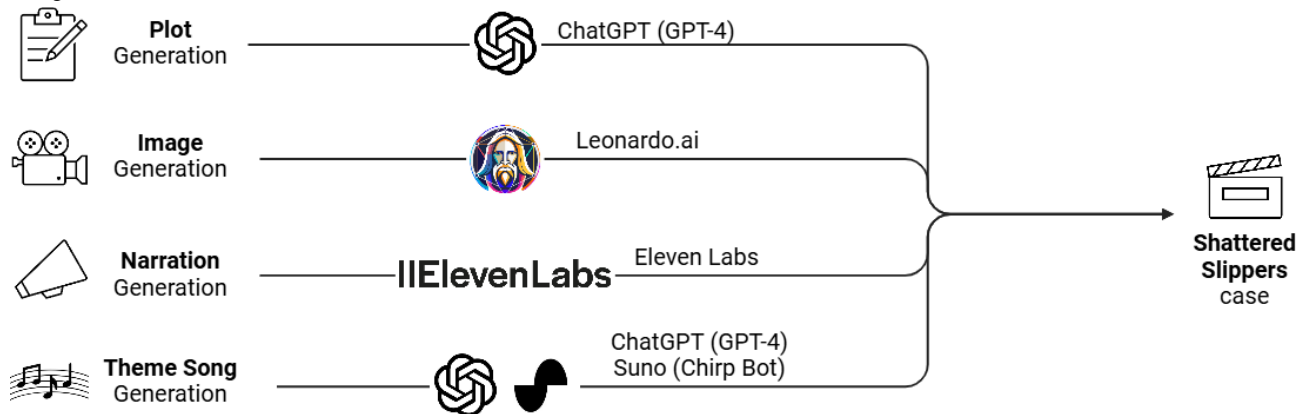 Plot
Generation
ChatGPT (GPT-4)
Image
Generation
Leonardo.ai
Narration
Generation
IIElevenLabs
Eleven Labs
Theme Song
Generation
ChatGPT (GPT-4)
Suno (Chirp Bot)
Shattered
Slippers
case